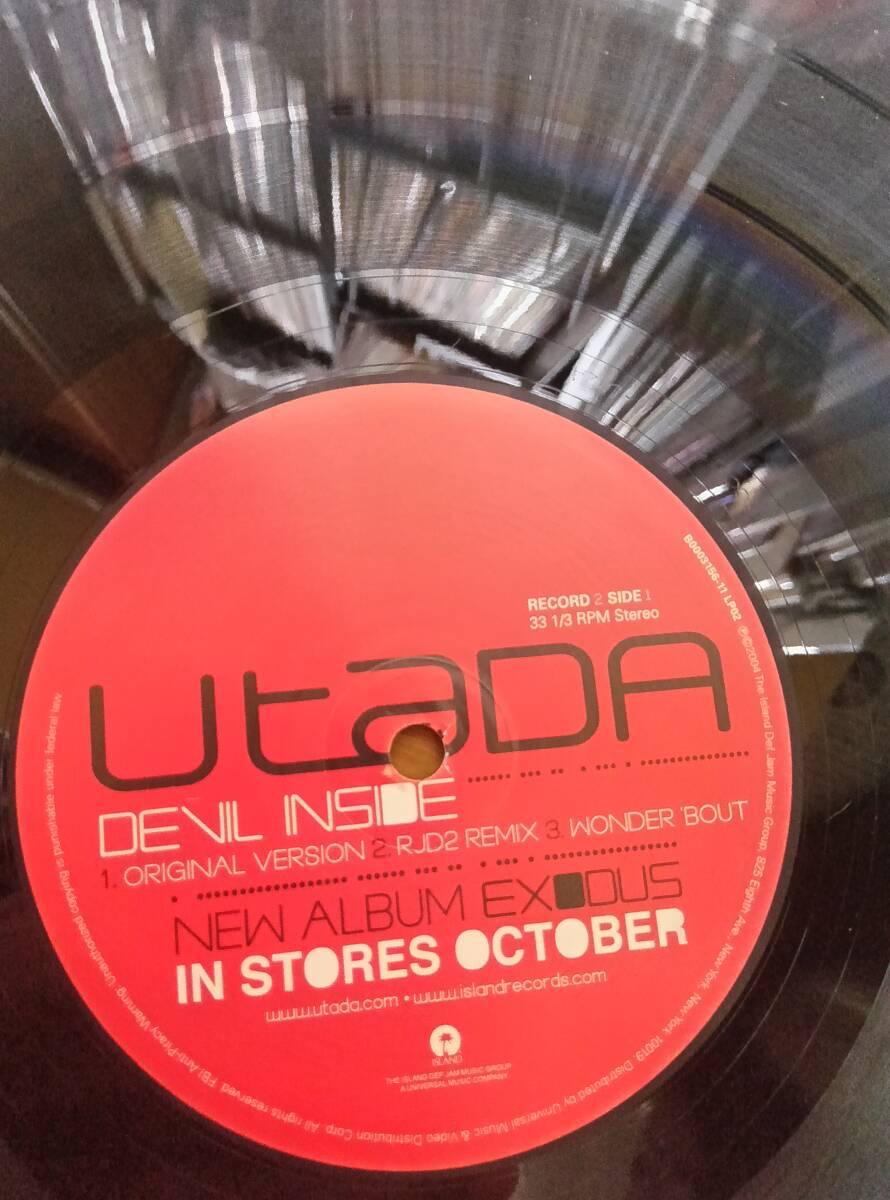 RECORD 2 SIDE 1
33 1/3 RPM Stereo
B0003156-11 LP02
UTADA
DEVIL INSIDE
1. ORIGINAL VERSION 2. RJD2 REMIX 3. WONDER 'BOUT
NEW ALBUM EXODUS
IN STORES OCTOBER
www.utada.com • www.islandrecords.com
ISLAND
THE ISLAND DEF JAM MUSIC GROUP
A UNIVERSAL MUSIC COMPANY
℗©2004 The Island Def Jam Music Group, 825 Eighth Ave. New York, New York 10019. Distributed by Universal Music & Video Distribution Corp. All rights reserved. FBI Anti-Piracy Warning: Unauthorized copying is punishable under federal law